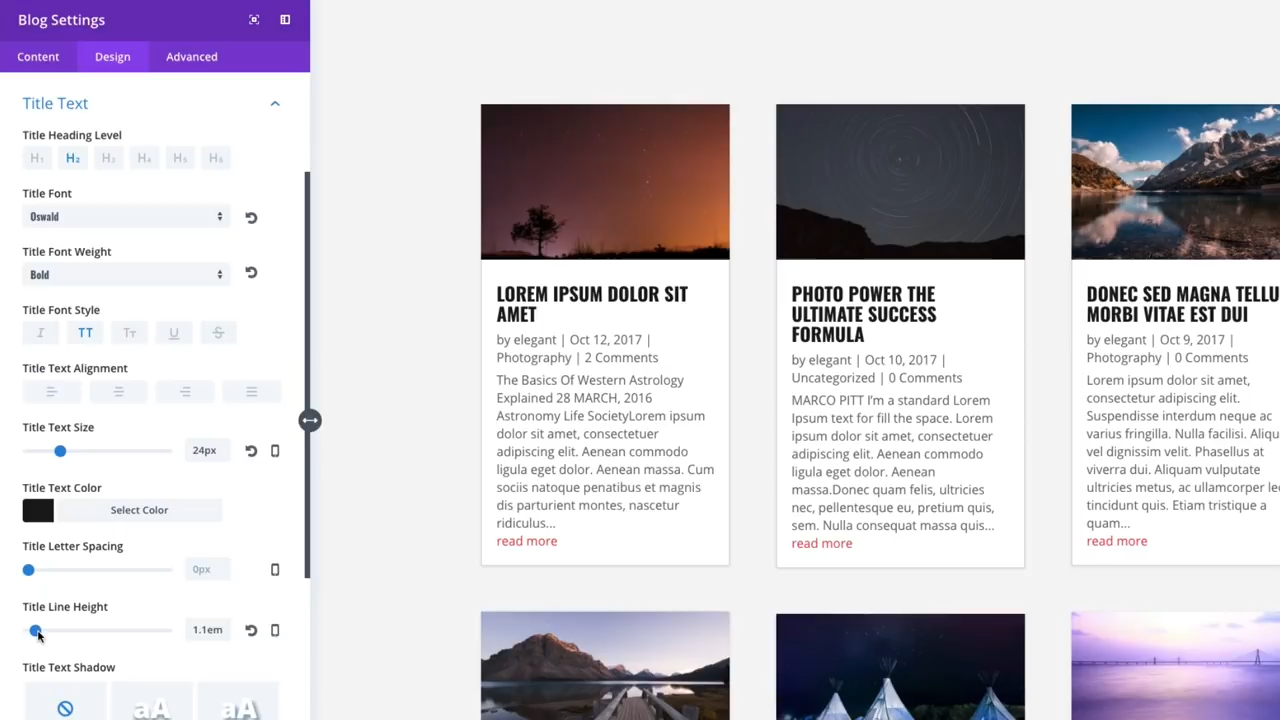 Blog Settings
Content Design Advanced
Title Text
Title Heading Level
H1 H2 H3 H4 H5 H6
Title Font
Oswald
Title Font Weight
Bold
Title Font Style
I TT Tт U S
Title Text Alignment
Title Text Size
24px
Title Text Color
Select Color
Title Letter Spacing
0px
Title Line Height
1.1em
Title Text Shadow
aA aA
LOREM IPSUM DOLOR SIT
AMET
by elegant | Oct 12, 2017 |
Photography | 2 Comments
The Basics Of Western Astrology
Explained 28 MARCH, 2016
Astronomy Life SocietyLorem ipsum
dolor sit amet, consectetuer
adipiscing elit. Aenean commodo
ligula eget dolor. Aenean massa. Cum
sociis natoque penatibus et magnis
dis parturient montes, nascetur
ridiculus...
read more
PHOTO POWER THE
ULTIMATE SUCCESS
FORMULA
by elegant | Oct 10, 2017 |
Uncategorized | 0 Comments
MARCO PITT I'm a standard Lorem
Ipsum text for fill the space. Lorem
ipsum dolor sit amet, consectetuer
adipiscing elit. Aenean commodo
ligula eget dolor. Aenean
massa.Donec quam felis, ultricies
nec, pellentesque eu, pretium quis,
sem. Nulla consequat massa quis...
read more
DONEC SED MAGNA TELLU
MORBI VITAE EST DUI
by elegant | Oct 9, 2017 |
Photography | 0 Comments
Lorem ipsum dolor sit amet,
consectetur adipiscing elit.
Suspendisse interdum neque ac
varius fringilla. Nulla facilisi. Aliqu
vel dignissim velit. Phasellus at
viverra dui. Aliquam vulputate
ultricies metus, ac ullamcorper le
tincidunt quis. Etiam tristique a
quam...
read more